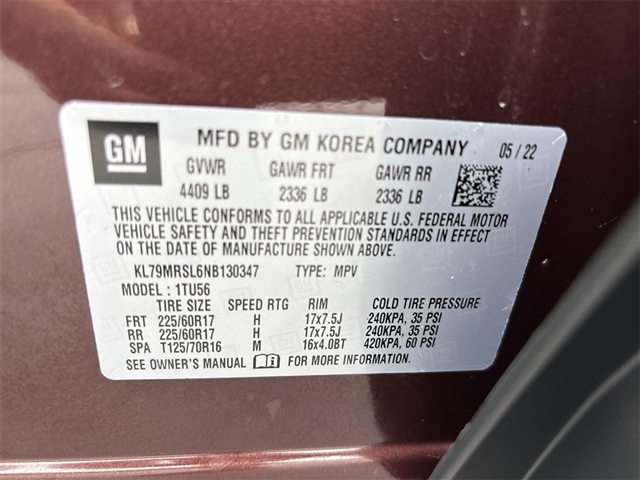 GM MFD BY GM KOREA COMPANY 05 / 22
GVWR GAWR FRT GAWR RR
4409 LB 2336 LB 2336 LB
THIS VEHICLE CONFORMS TO ALL APPLICABLE U.S. FEDERAL MOTOR
VEHICLE SAFETY AND THEFT PREVENTION STANDARDS IN EFFECT
ON THE DATE OF MANUFACTURE SHOWN ABOVE.
KL79MRSL6NB130347 TYPE: MPV
MODEL : 1TU56
TIRE SIZE SPEED RTG RIM COLD TIRE PRESSURE
FRT 225/60R17 H 17x7.5J 240KPA, 35 PSI
RR 225/60R17 H 17x7.5J 240KPA, 35 PSI
SPA T125/70R16 M 16x4.0BT 420KPA, 60 PSI
SEE OWNER'S MANUAL FOR MORE INFORMATION.